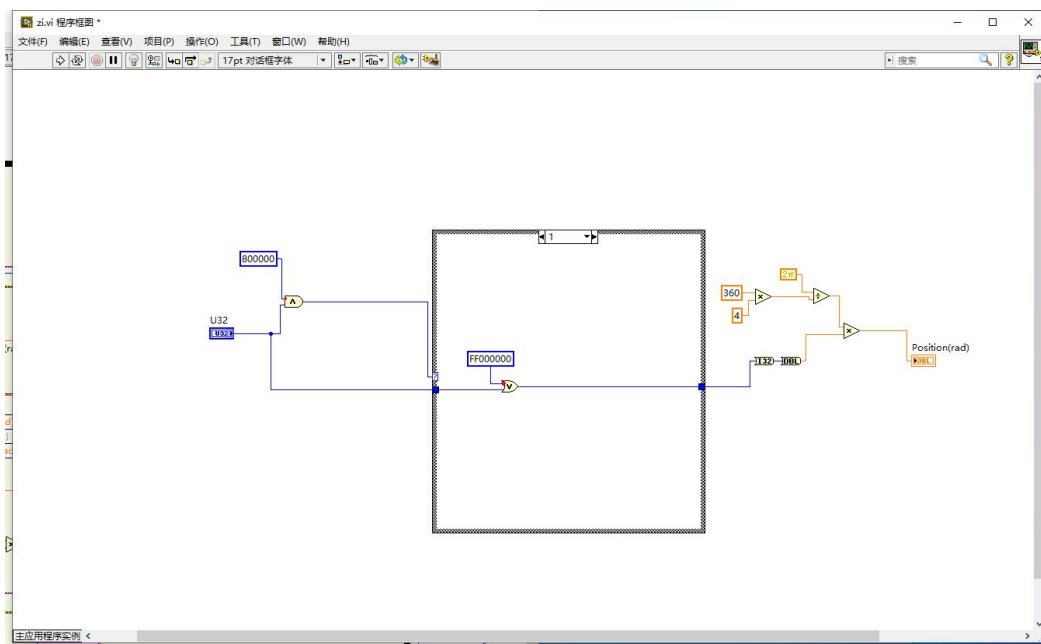 zi.vi 程序框图 *
文件(F) 编辑(E) 查看(V) 项目(P) 操作(O) 工具(T) 窗口(W) 帮助(H)
17pt 对话框字体
搜索
1
800000
U32
U32
FF000000
2π
360
4
I32 DBL
Position(rad)
DBL
主应用程序实例